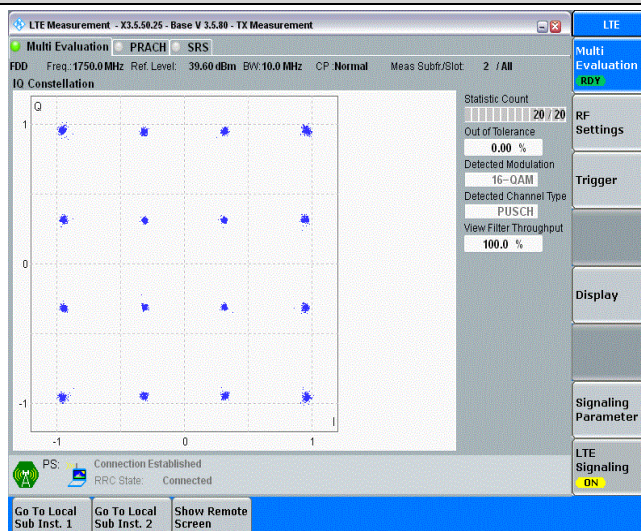 LTE Measurement - X3.5.50.25 - Base V 3.5.80 - TX Measurement
LTE
Multi Evaluation PRACH SRS
FDD Freq.: 1750.0 MHz Ref. Level: 39.60 dBm BW: 10.0 MHz CP : Normal Meas Subfr./Slot: 2 / All
IQ Constellation
Q
1
0
-1
-1 0 1
I
Statistic Count
20 / 20
Out of Tolerance
0.00 %
Detected Modulation
16-QAM
Detected Channel Type
PUSCH
View Filter Throughput
100.0 %
Multi
Evaluation
RDY
RF
Settings
Trigger
Display
Signaling
Parameter
LTE
Signaling
ON
PS: Connection Established
RRC State: Connected
Go To Local
Sub Inst. 1
Go To Local
Sub Inst. 2
Show Remote
Screen